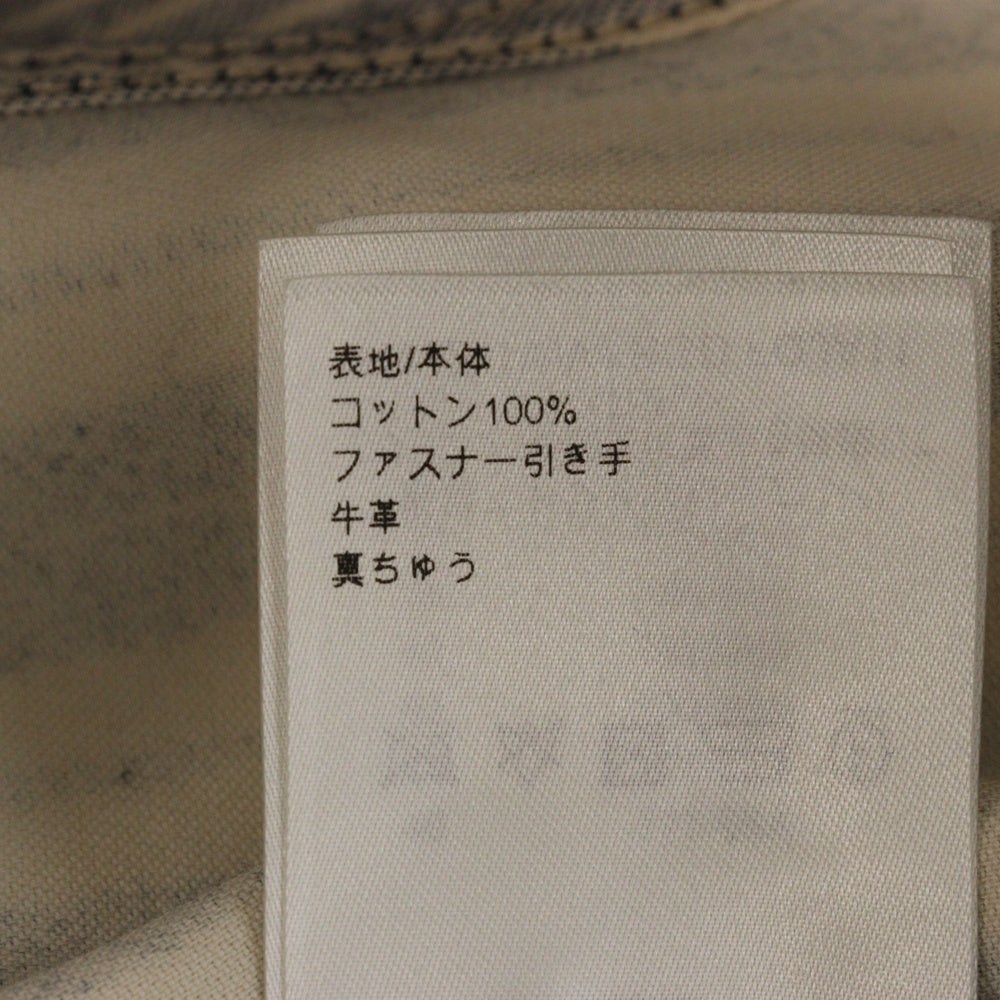 表地/本体
コットン100%
ファスナー引き手
牛革
真ちゅう